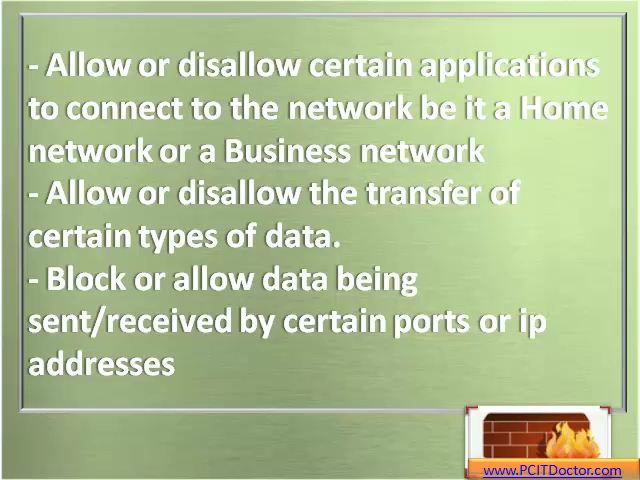 - Allow or disallow certain applications
to connect to the network be it a Home
network or a Business network
- Allow or disallow the transfer of
certain types of data.
- Block or allow data being
sent/received by certain ports or ip
addresses
www.PCITDoctor.com